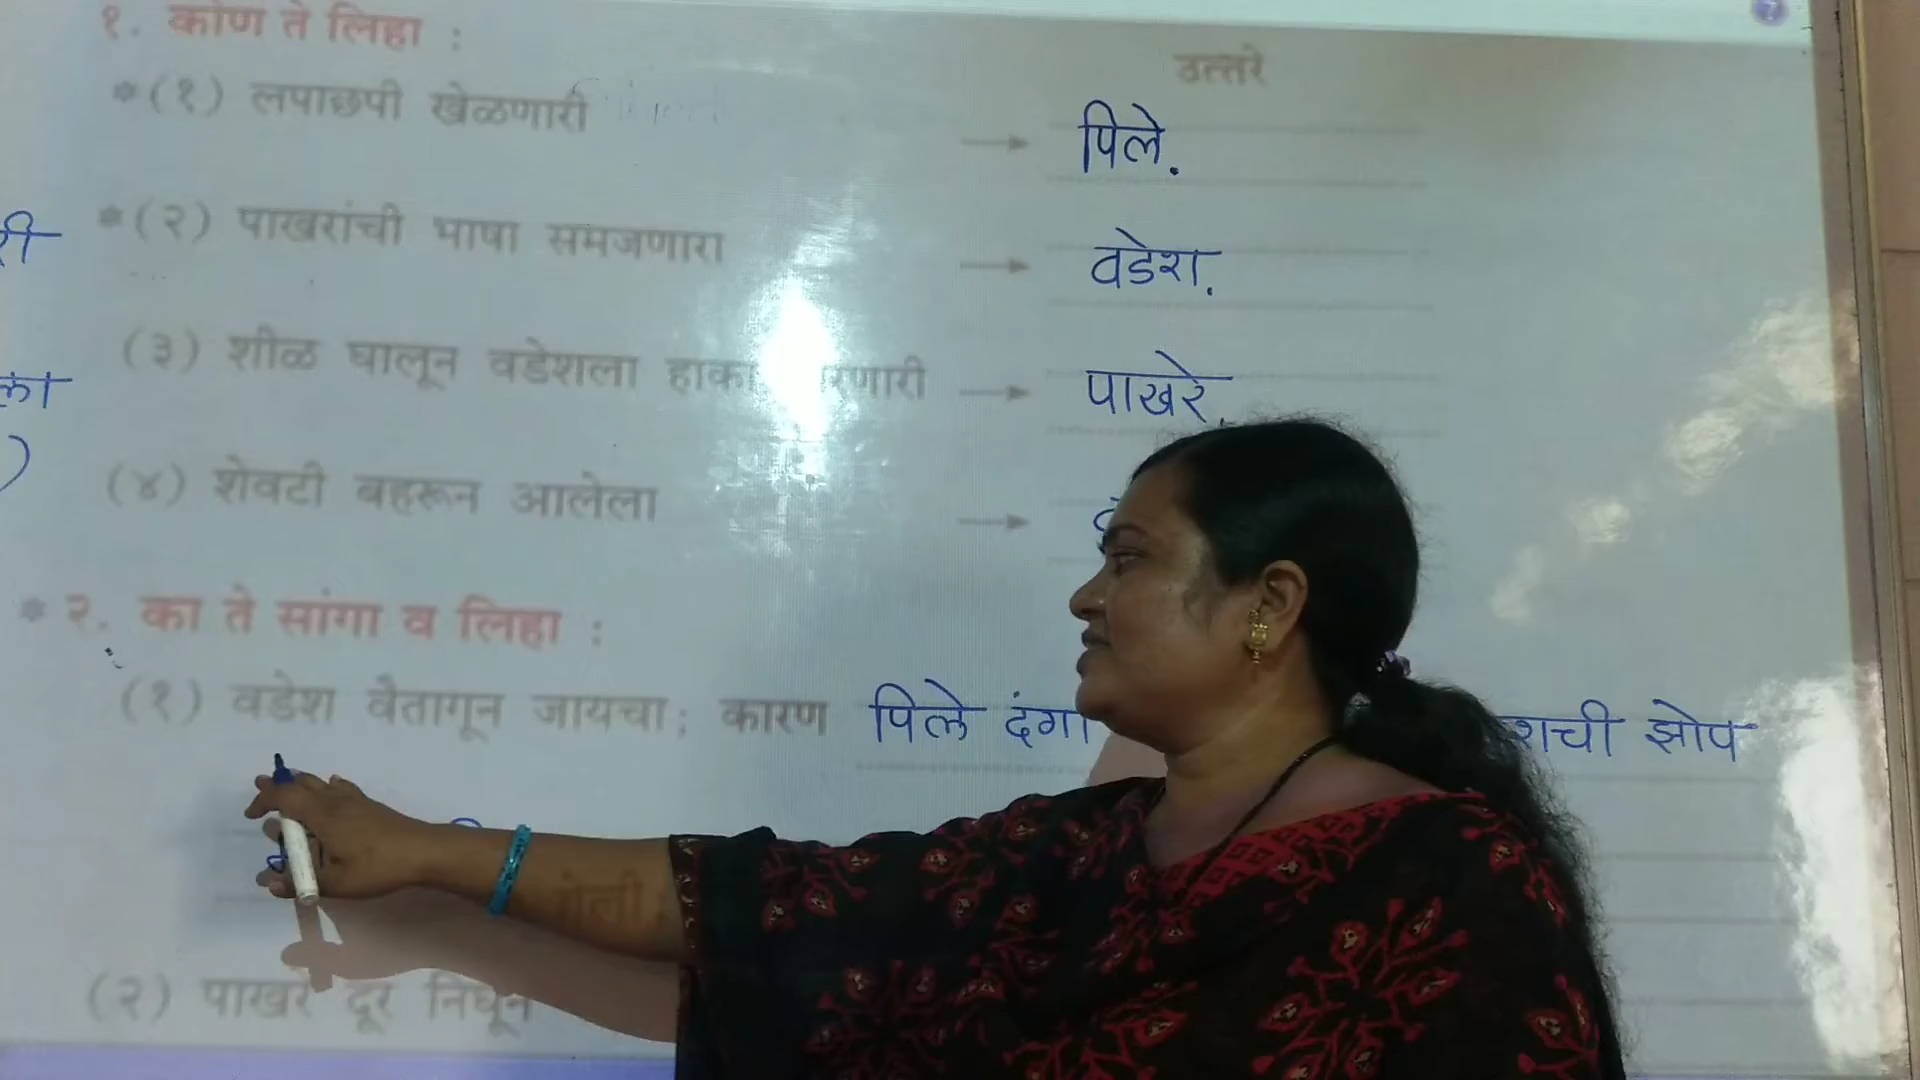 १. कोण ते लिहा :
उत्तरे
*(१) लपाछपी खेळणारी → पिले.
*(२) पाखरांची भाषा समजणारा → वडेश.
री
(३) शीळ घालून वडेशला → पाखरे.
ला
)
(४) शेवटी बहरून आलेला →
* २. का ते सांगा व लिहा :
(१) वडेश वैतागून जायचा; कारण पिले दंगा शची झोप
(२) पाखरे दूर निघून